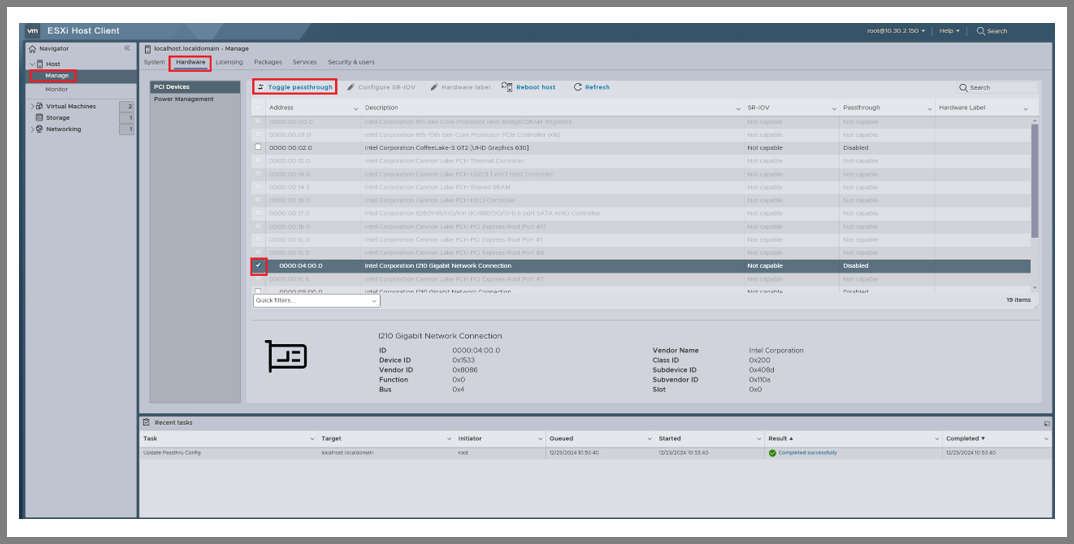 vm ESXi Host Client root@10.30.2.150 Help Search
Navigator localhost.localdomain - Manage
Host System Hardware Licensing Packages Services Security & users
Manage
Monitor
Virtual Machines 2
Storage 1
Networking 1
PCI Devices Toggle passthrough Configure SR-IOV Hardware label Reboot host Refresh Search
Power Management
Address Description SR-IOV Passthrough Hardware Label
0000:00:00.0 Intel Corporation 8th Gen Core Processor Host Bridge/DRAM Registers Not capable Not capable
0000:00:01.0 Intel Corporation 6th-10th Gen Core Processor PCIe Controller (x16) Not capable Not capable
0000:00:02.0 Intel Corporation CoffeeLake-S GT2 [UHD Graphics 630] Not capable Disabled
0000:00:12.0 Intel Corporation Cannon Lake PCH Thermal Controller Not capable Not capable
0000:00:14.0 Intel Corporation Cannon Lake PCH USB 3.1 xHCI Host Controller Not capable Not capable
0000:00:14.2 Intel Corporation Cannon Lake PCH Shared SRAM Not capable Not capable
0000:00:16.0 Intel Corporation Cannon Lake PCH HECI Controller Not capable Not capable
0000:00:17.0 Intel Corporation 6 port SATA AHCI Controller Not capable Not capable
0000:00:1b.0 Intel Corporation Cannon Lake PCH PCI Express Root Port #17 Not capable Not capable
0000:00:1c.0 Intel Corporation Cannon Lake PCH PCI Express Root Port #1 Not capable Not capable
Intel Corporation Cannon Lake PCH PCI Express Root Port #6 Not capable Not capable
0000:04:00.0 Intel Corporation I210 Gigabit Network Connection Not capable Disabled
Intel Corporation Cannon Lake PCH PCI Express Root Port #7 Not capable Not capable
0000:05:00.0 Intel Corporation I210 Gigabit Network Connection Not capable Disabled
Quick filters... 19 items
I210 Gigabit Network Connection
ID 0000:04:00.0 Vendor Name Intel Corporation
Device ID 0x1533 Class ID 0x200
Vendor ID 0x8086 Subdevice ID 0x408d
Function 0x0 Subvendor ID 0x110a
Bus 0x4 Slot 0x0
Recent tasks
Task Target Initiator Queued Started Result Completed
Update Passthru Config localhost.localdomain root 12/23/2024 10:53:40 12/23/2024 10:53:40 Completed successfully 12/23/2024 10:53:40